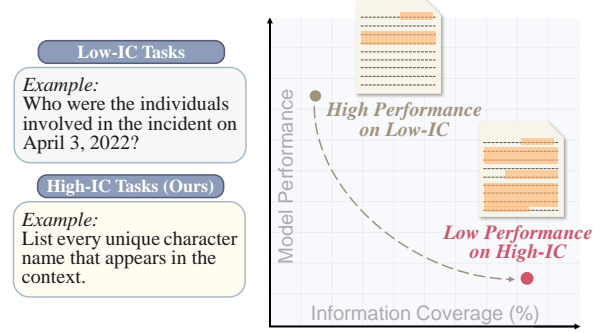 Low-IC Tasks
Example:
Who were the individuals
involved in the incident on
April 3, 2022?
High-IC Tasks (Ours)
Example:
List every unique character
name that appears in the
context.
Model Performance
High Performance
on Low-IC
Low Performance
on High-IC
Information Coverage (%)